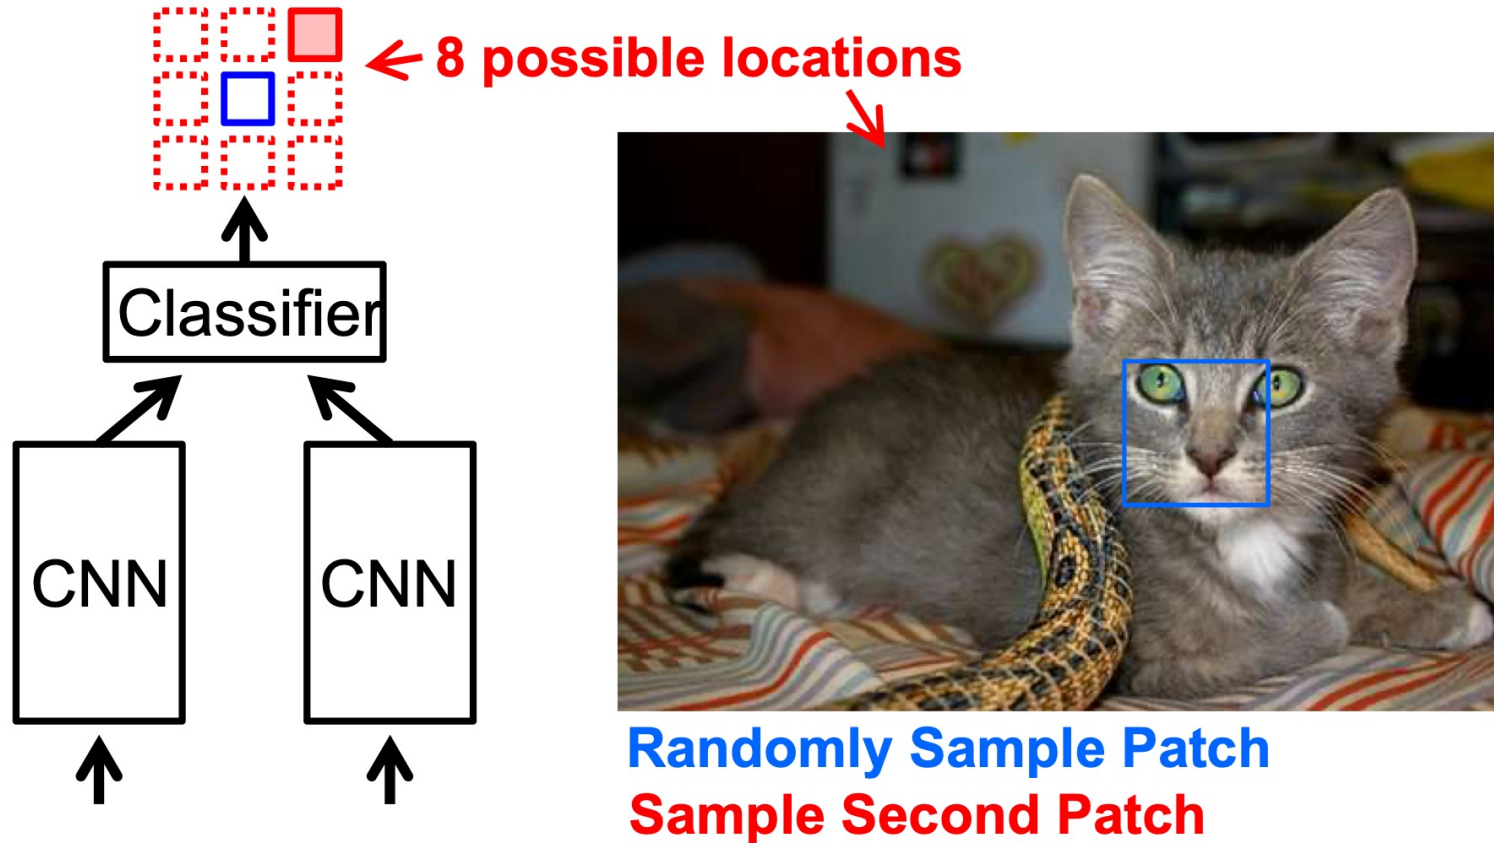 8 possible locations
Classifier
CNN
CNN
Randomly Sample Patch
Sample Second Patch